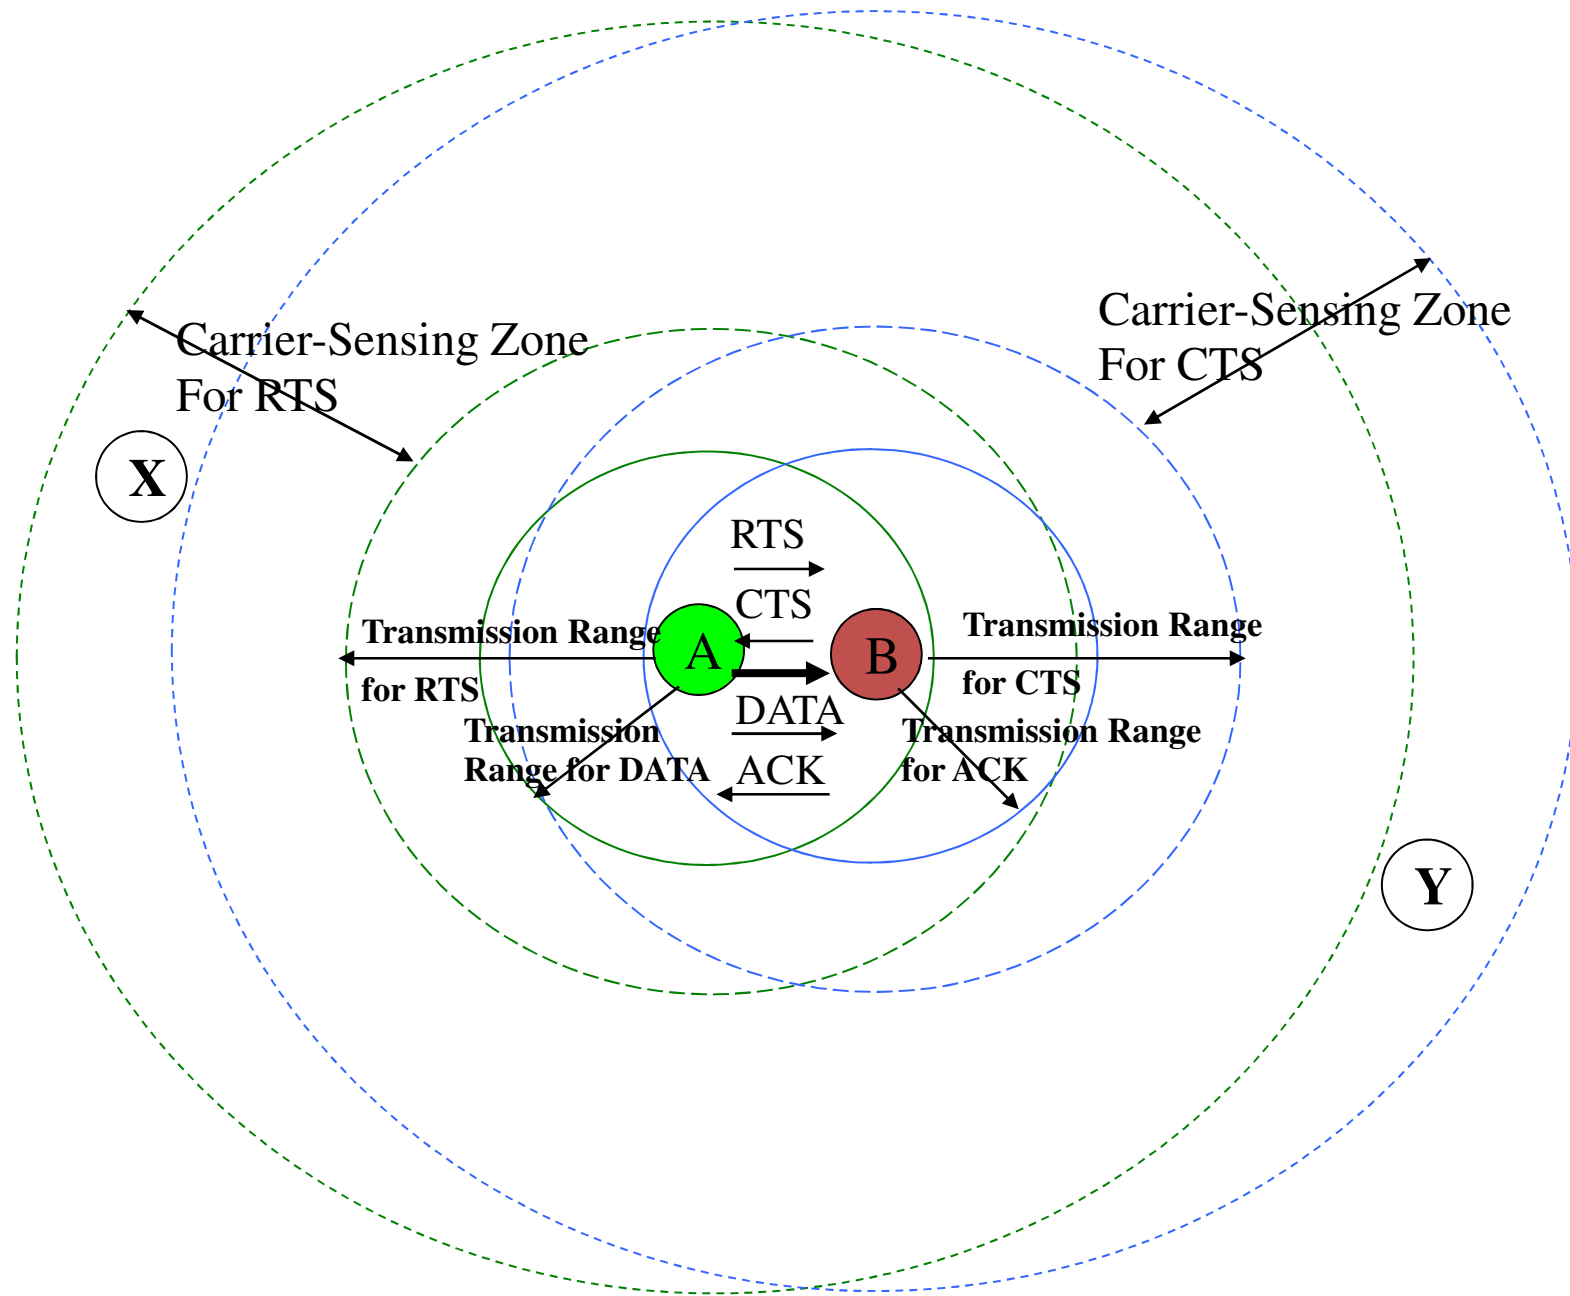 Carrier-Sensing Zone
For RTS
Carrier-Sensing Zone
For CTS
X
RTS
CTS
Transmission Range
for RTS
A
B
Transmission Range
for CTS
DATA
Transmission
Range for DATA
ACK
Transmission Range
for ACK
Y